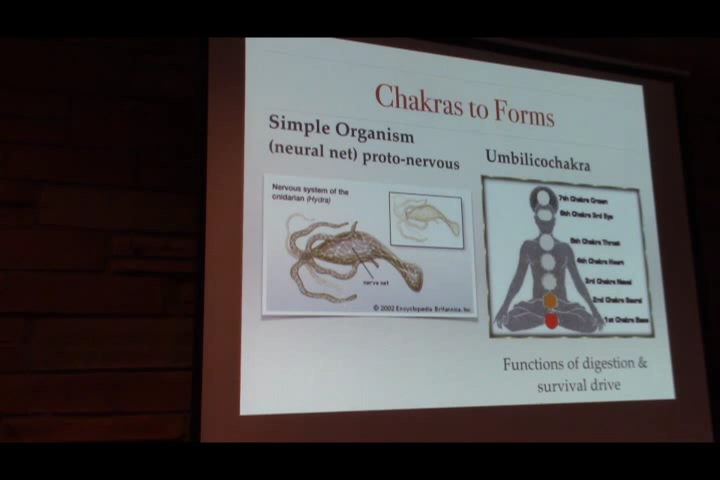 Chakras to Forms
Simple Organism
(neural net) proto-nervous
Nervous system of the
cnidarian (Hydra)
nerve net
© 2002 Encyclopædia Britannica, Inc.
Umbilicochakra
7th Chakra Crown
6th Chakra 3rd Eye
5th Chakra Throat
4th Chakra Heart
3rd Chakra Navel
2nd Chakra Sacral
1st Chakra Base
Functions of digestion &
survival drive